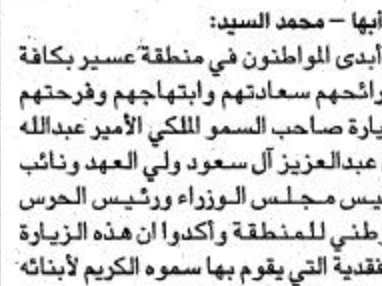 أبها – محمد السيد:
أبدى المواطنون في منطقة عسير بكافة
رائحهم سعادتهم وابتهاجهم وفرحتهم
يارة صاحب السمو الملكي الأمير عبدالله
عبدالعزيز آل سعود ولي العهد ونائب
يس مجلس الوزراء ورئيس الحرس
طني للمنطقة وأكدوا ان هذه الزيارة
فقدية التي يقوم بها سموه الكريم لأبنائه